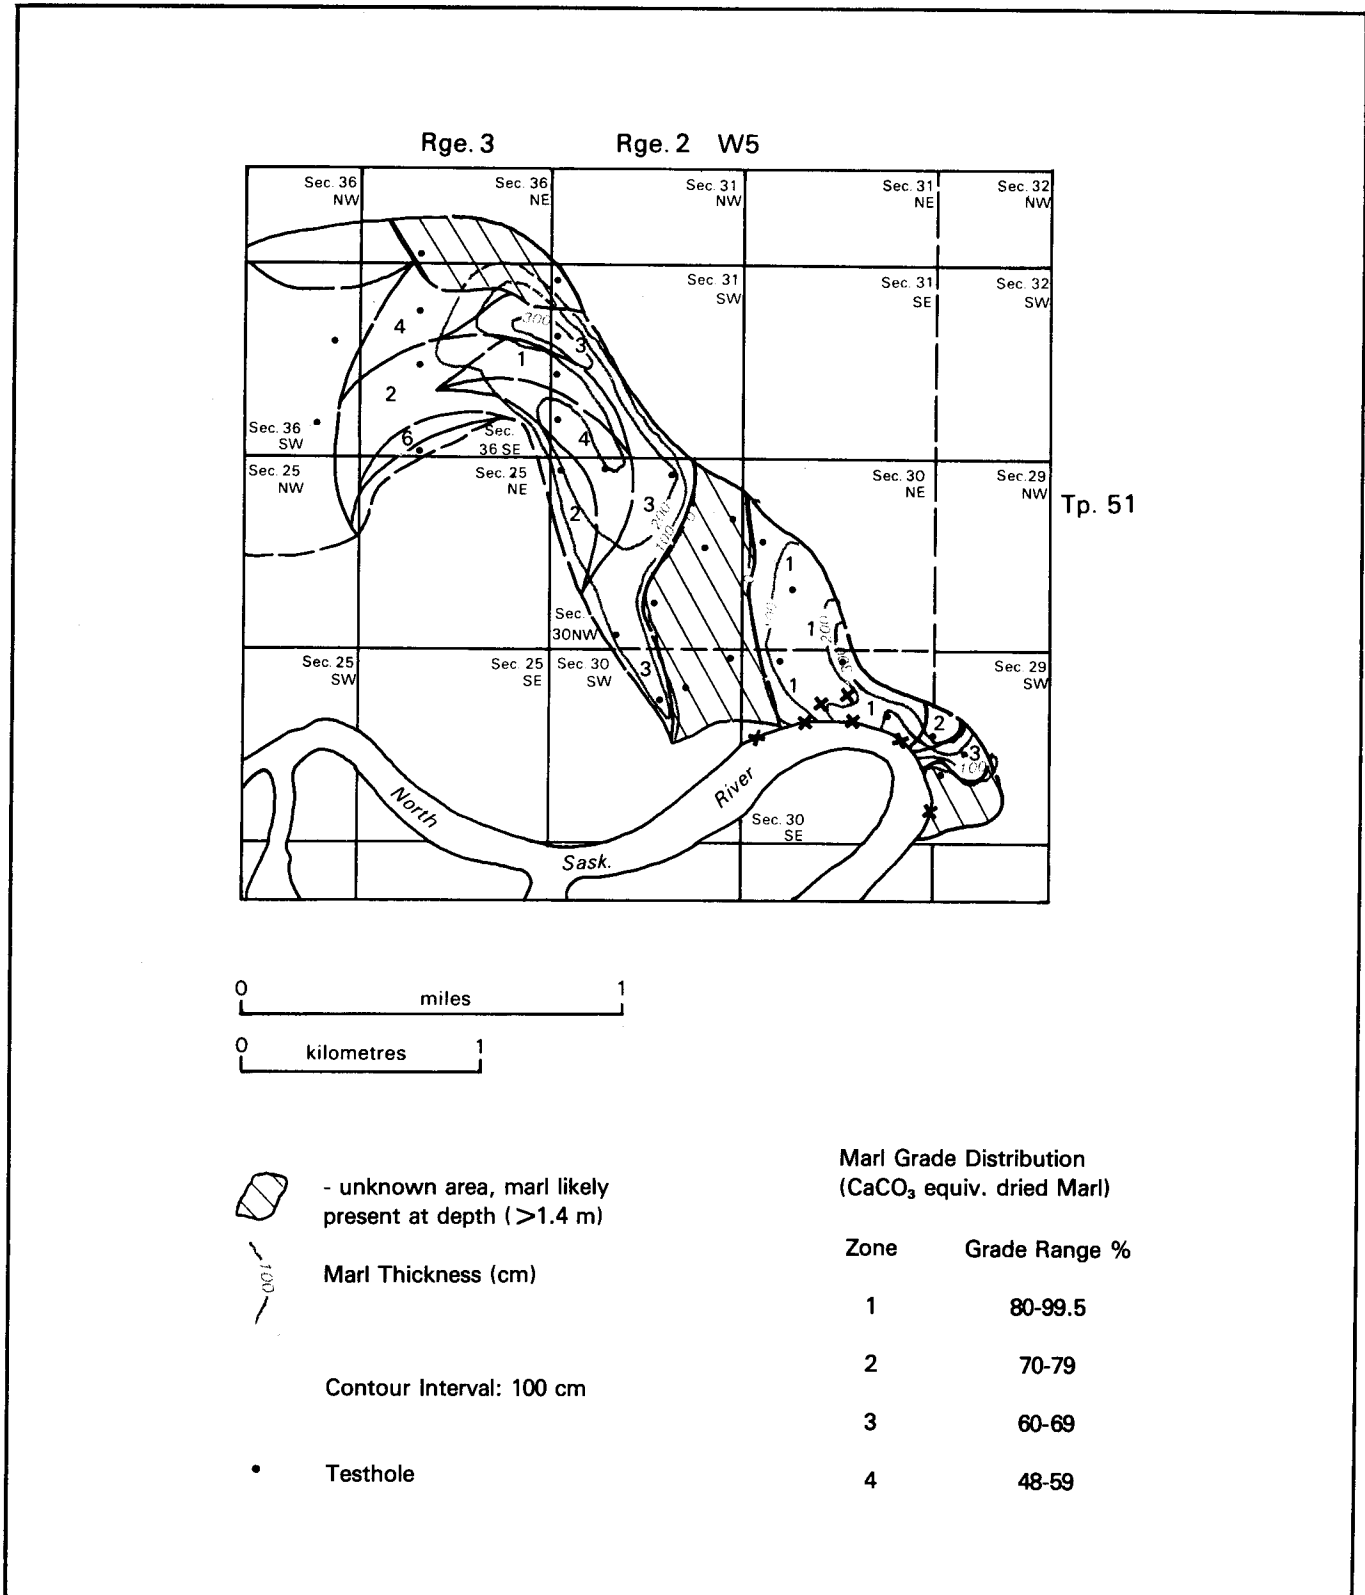 Rge. 3 Rge. 2 W5
Sec. 36 NW
Sec. 36 NE
Sec. 31 NW
Sec. 31 NE
Sec. 32 NW
Sec. 31 SW
Sec. 31 SE
Sec. 32 SW
300
4
3
1
2
Sec. 36 SW
6
Sec. 36 SE
4
Sec. 25 NW
Sec. 25 NE
Sec. 30 NE
Sec. 29 NW
Tp. 51
3
2
200
100
0
1
1
200
Sec. 30NW
Sec. 25 SW
Sec. 25 SE
Sec. 30 SW
Sec. 29 SW
3
1
1
2
3
100
North
Sask.
River
Sec. 30 SE
0 miles 1
0 kilometres 1
- unknown area, marl likely
present at depth (>1.4 m)
100
Marl Thickness (cm)
Contour Interval: 100 cm
Testhole
Marl Grade Distribution
(CaCO₃ equiv. dried Marl)
Zone Grade Range %
1 80-99.5
2 70-79
3 60-69
4 48-59